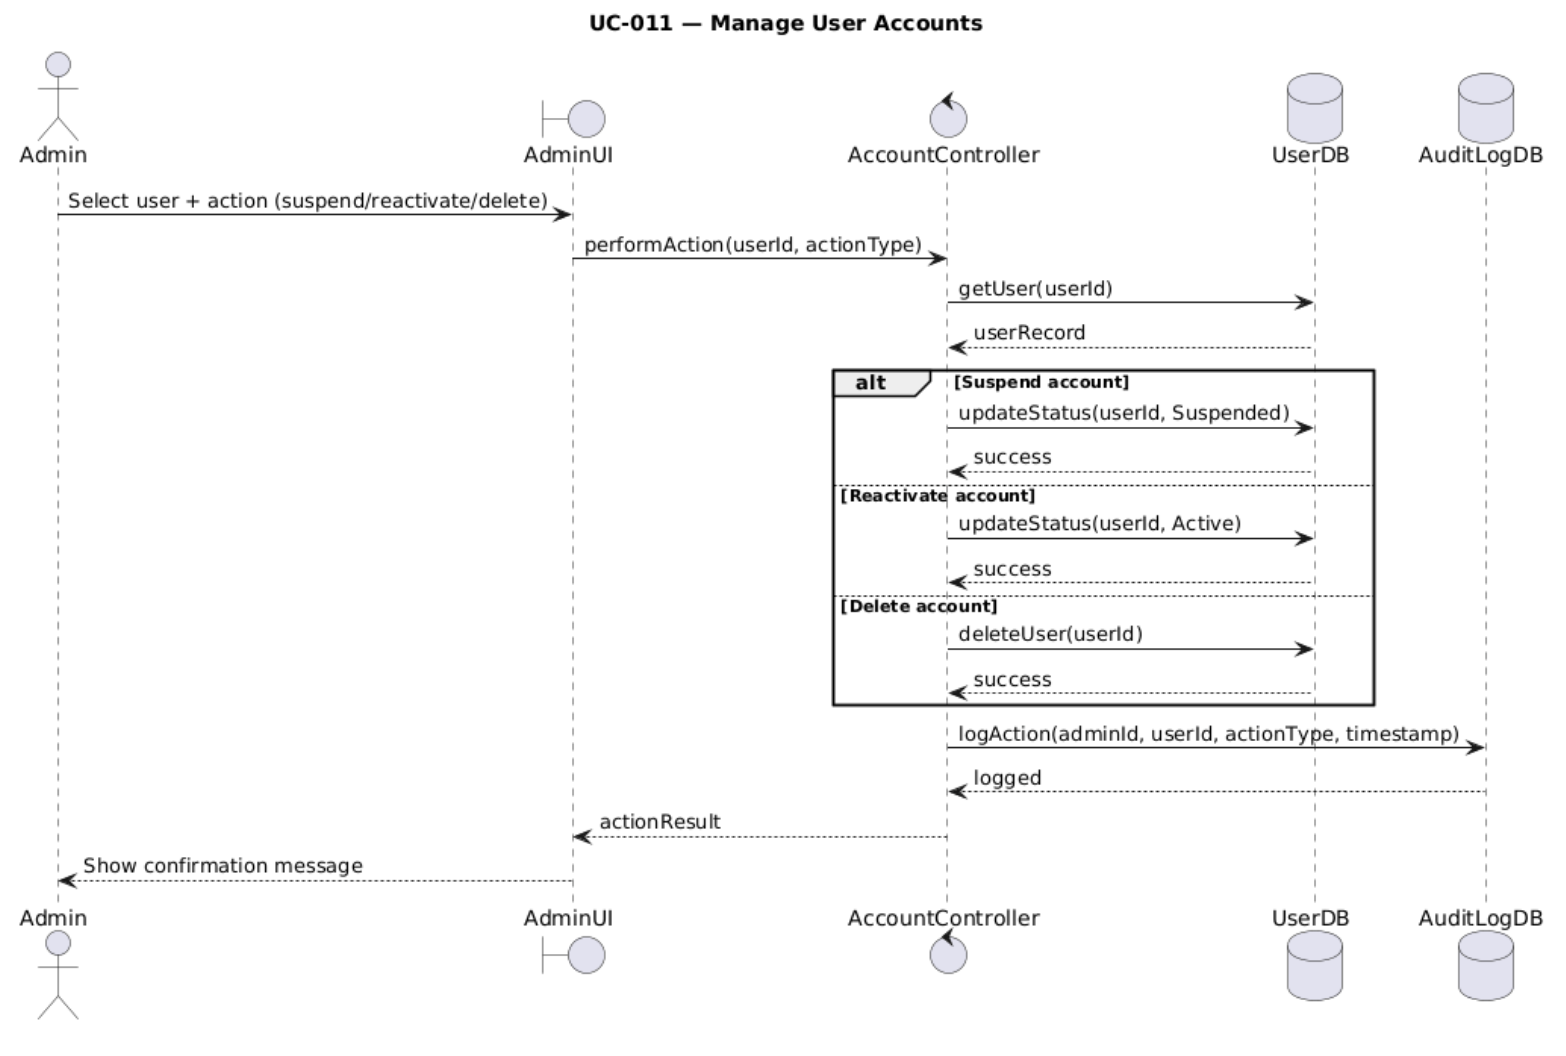 UC-011 — Manage User Accounts
Admin
AdminUI
AccountController
UserDB
AuditLogDB
Select user + action (suspend/reactivate/delete)
performAction(userId, actionType)
getUser(userId)
userRecord
alt
[Suspend account]
updateStatus(userId, Suspended)
success
[Reactivate account]
updateStatus(userId, Active)
success
[Delete account]
deleteUser(userId)
success
logAction(adminId, userId, actionType, timestamp)
logged
actionResult
Show confirmation message
Admin
AdminUI
AccountController
UserDB
AuditLogDB